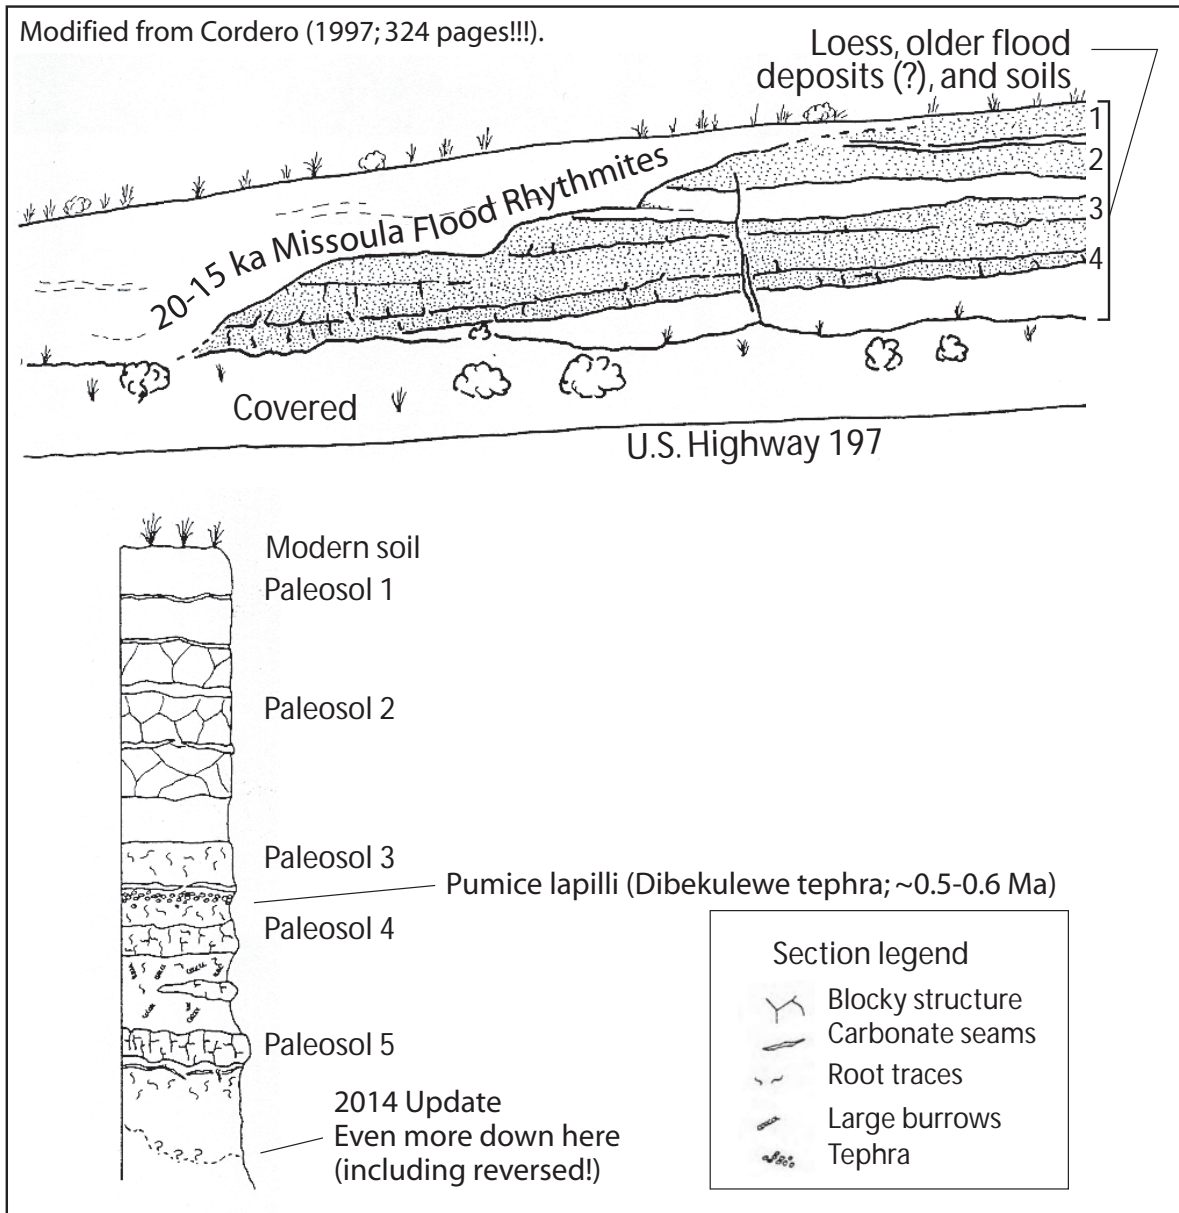 Modified from Cordero (1997; 324 pages!!!).
Loess, older flood
deposits (?), and soils
1
2
3
4
20-15 ka Missoula Flood Rhythmites
Covered
U.S. Highway 197
Modern soil
Paleosol 1
Paleosol 2
Paleosol 3
Pumice lapilli (Dibekulewe tephra; ~0.5-0.6 Ma)
Paleosol 4
Paleosol 5
2014 Update
Even more down here
(including reversed!)
? ? ? ?
Section legend
Blocky structure
Carbonate seams
Root traces
Large burrows
Tephra